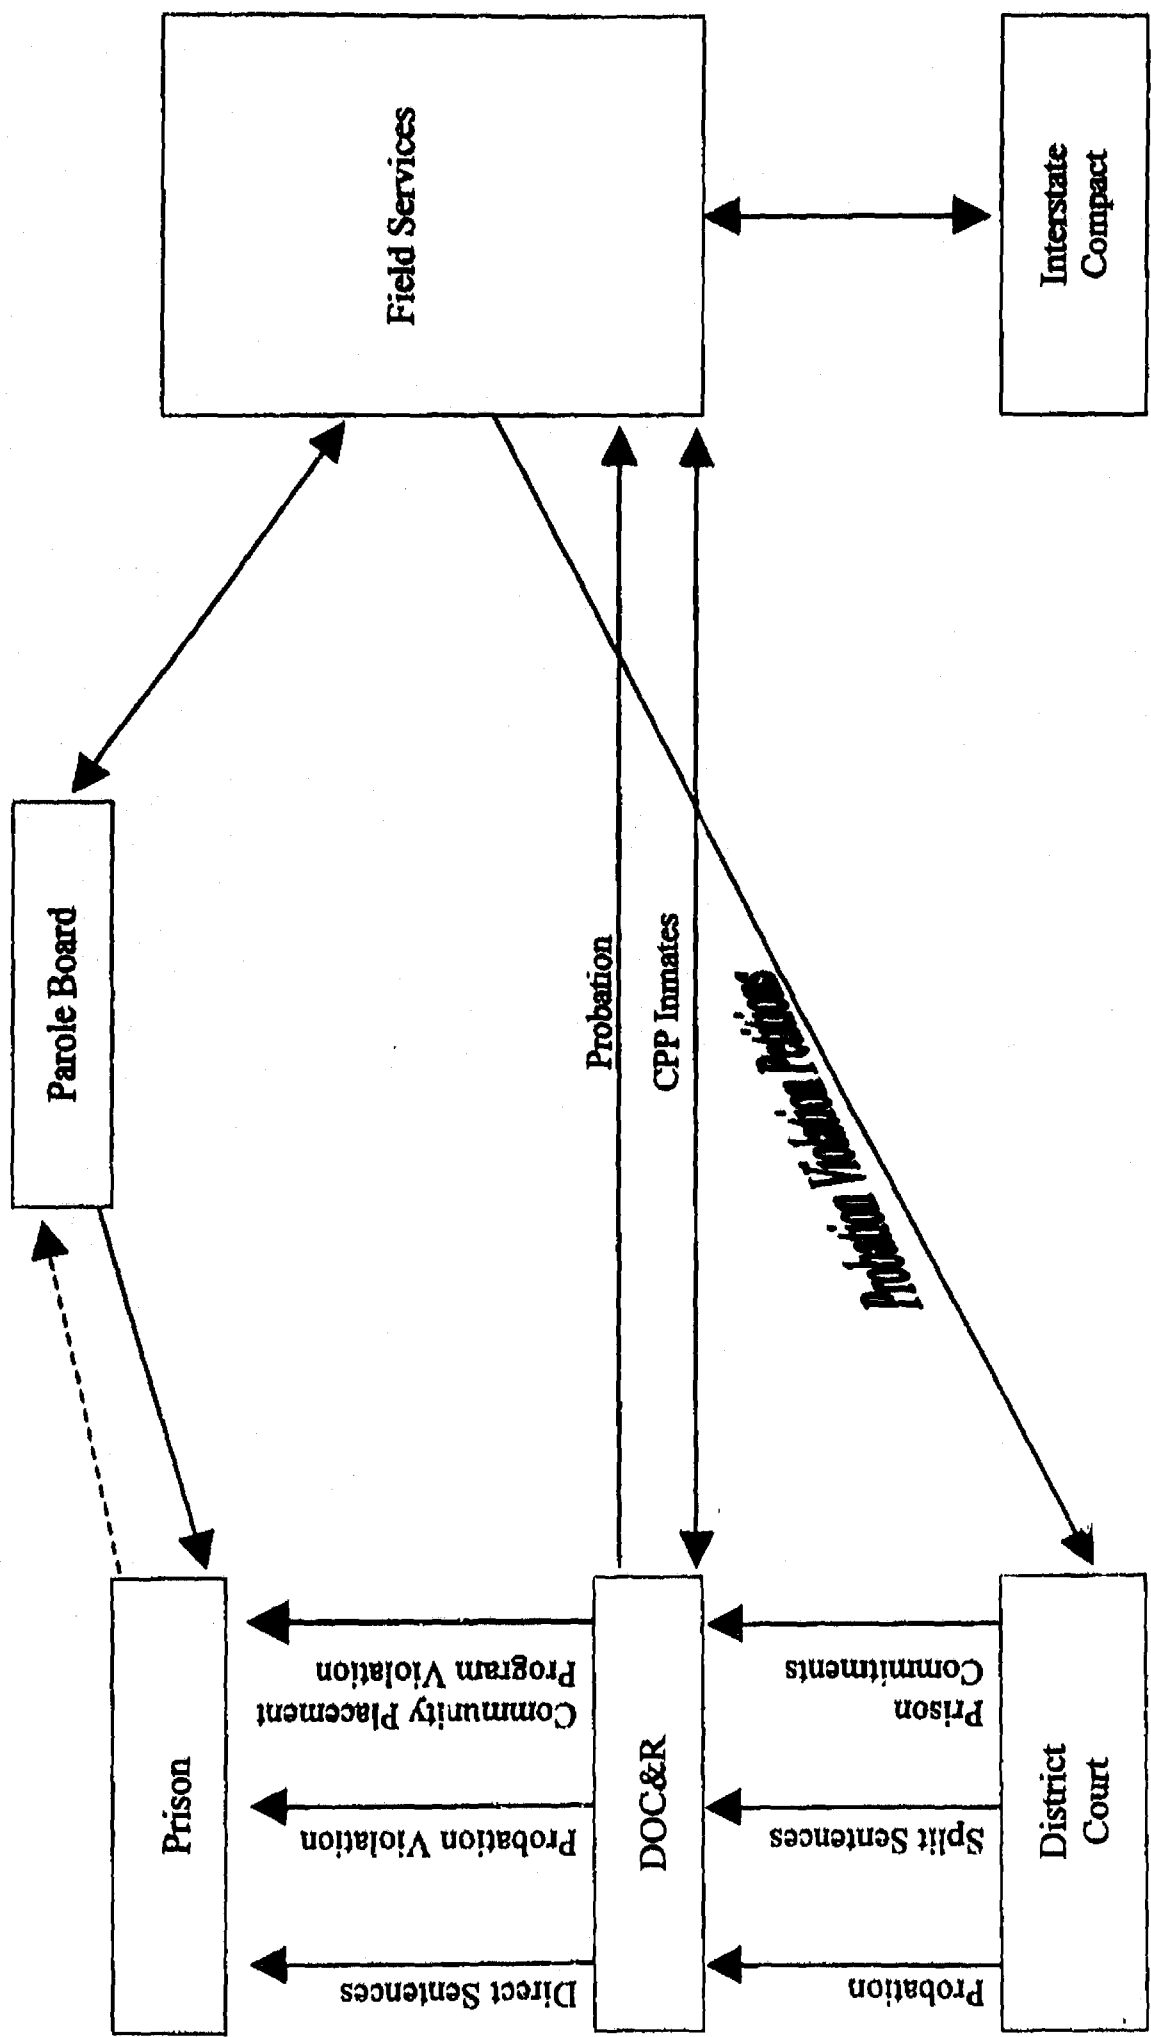 Prison
Parole Board
Field Services
Direct Sentences
Probation Violation
Community Placement
Program Violation
DOC&R
Probation
CPP Inmates
Probation Violation Petitions
Probation
Split Sentences
Prison
Commitments
District
Court
Interstate
Compact